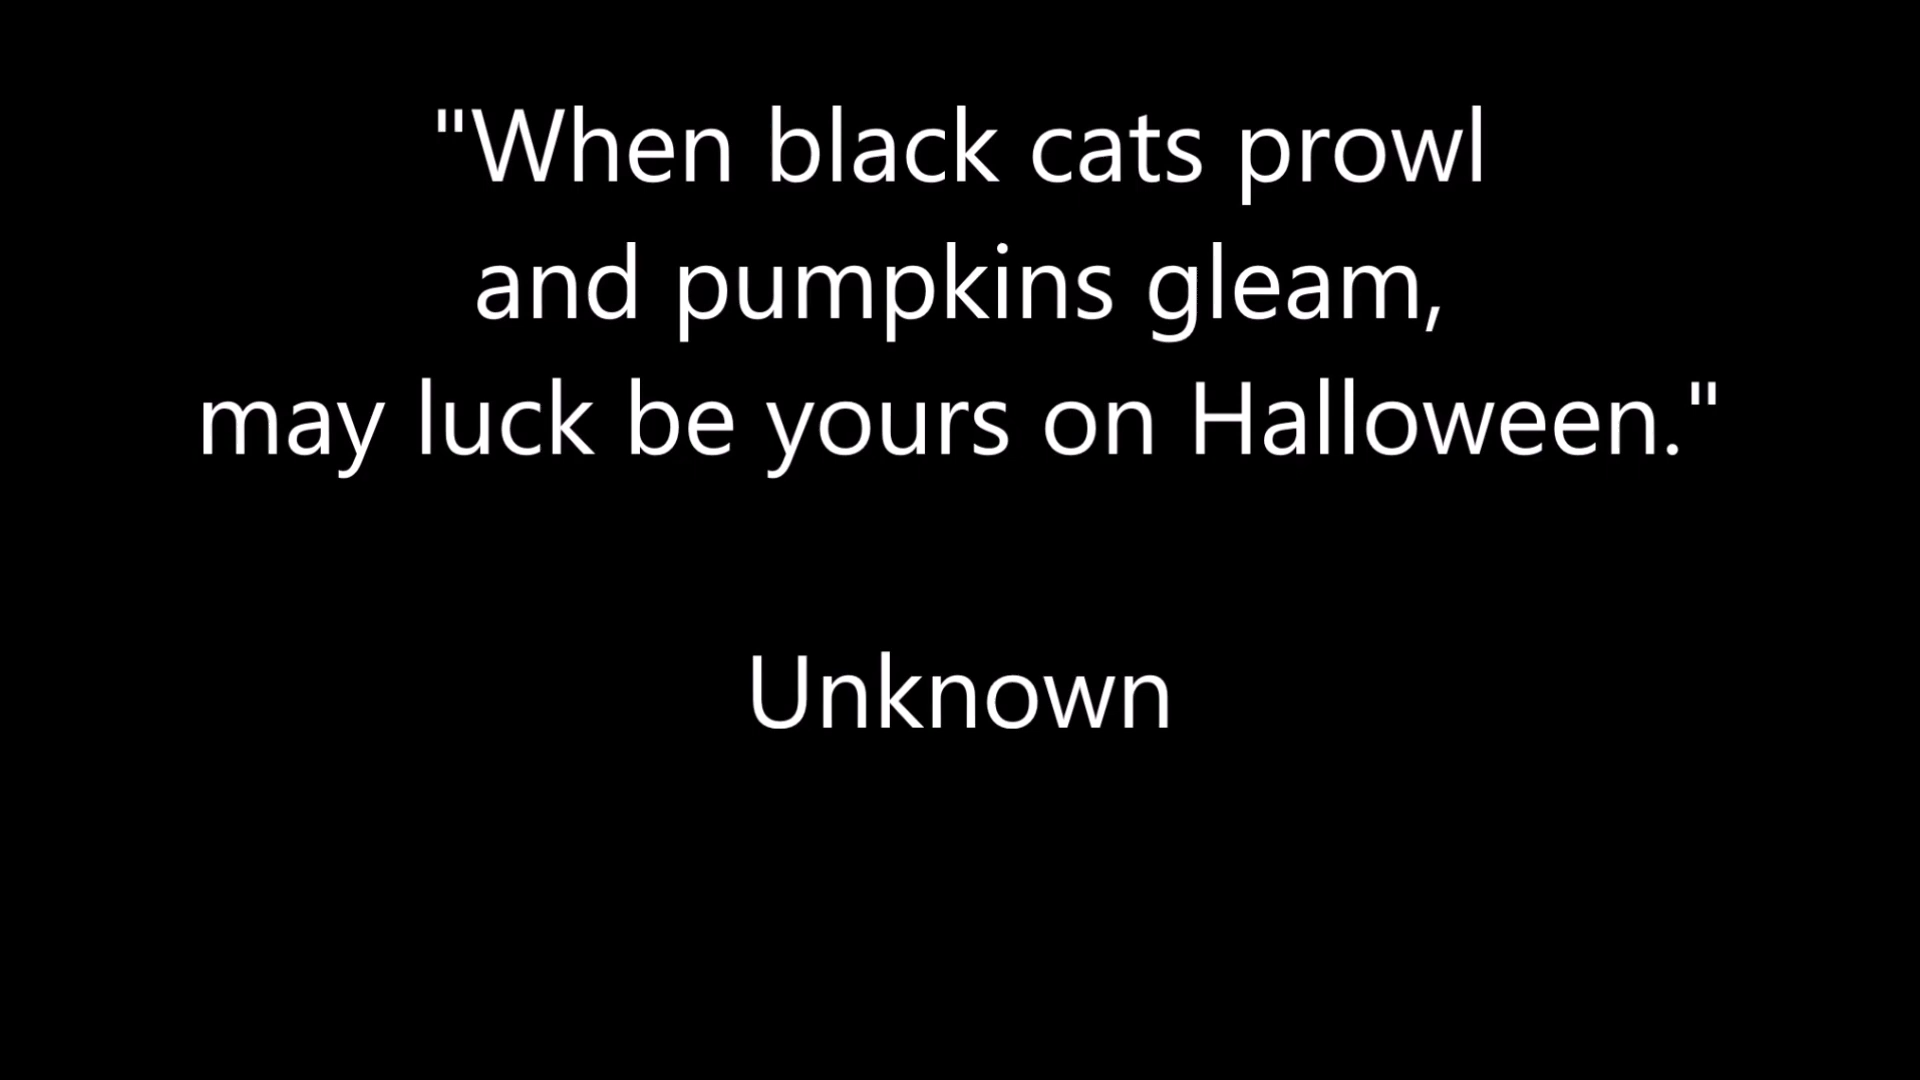 "When black cats prowl
and pumpkins gleam,
may luck be yours on Halloween."
Unknown